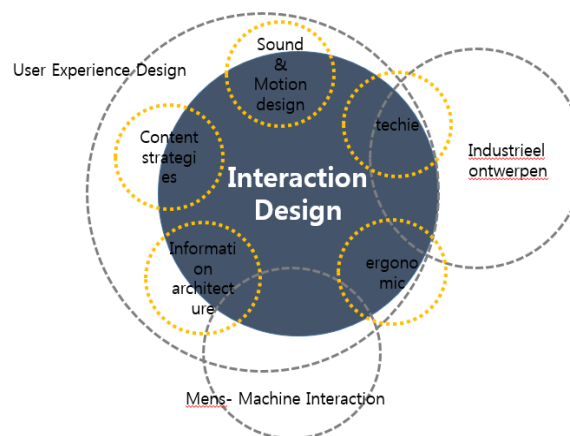 Sound
&
Motion
design
User Experience Design
techie
Content
strategi
es
Industrieel
ontwerpen
Interaction
Design
Informati
on
architect
ure
ergono
mic
Mens- Machine Interaction